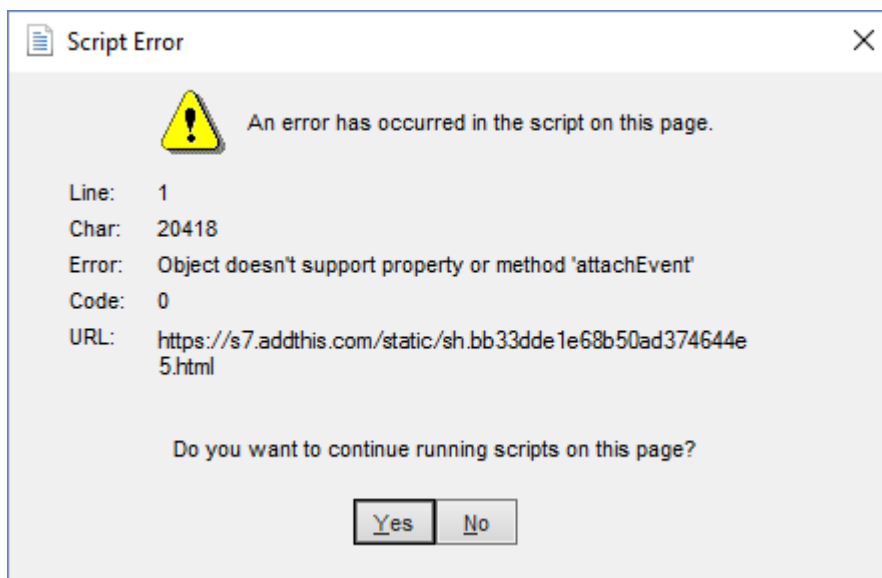 Script Error
An error has occurred in the script on this page.
Line: 1
Char: 20418
Error: Object doesn't support property or method 'attachEvent'
Code: 0
URL: https://s7.addthis.com/static/sh.bb33dde1e68b50ad374644e
5.html
Do you want to continue running scripts on this page?
Yes No